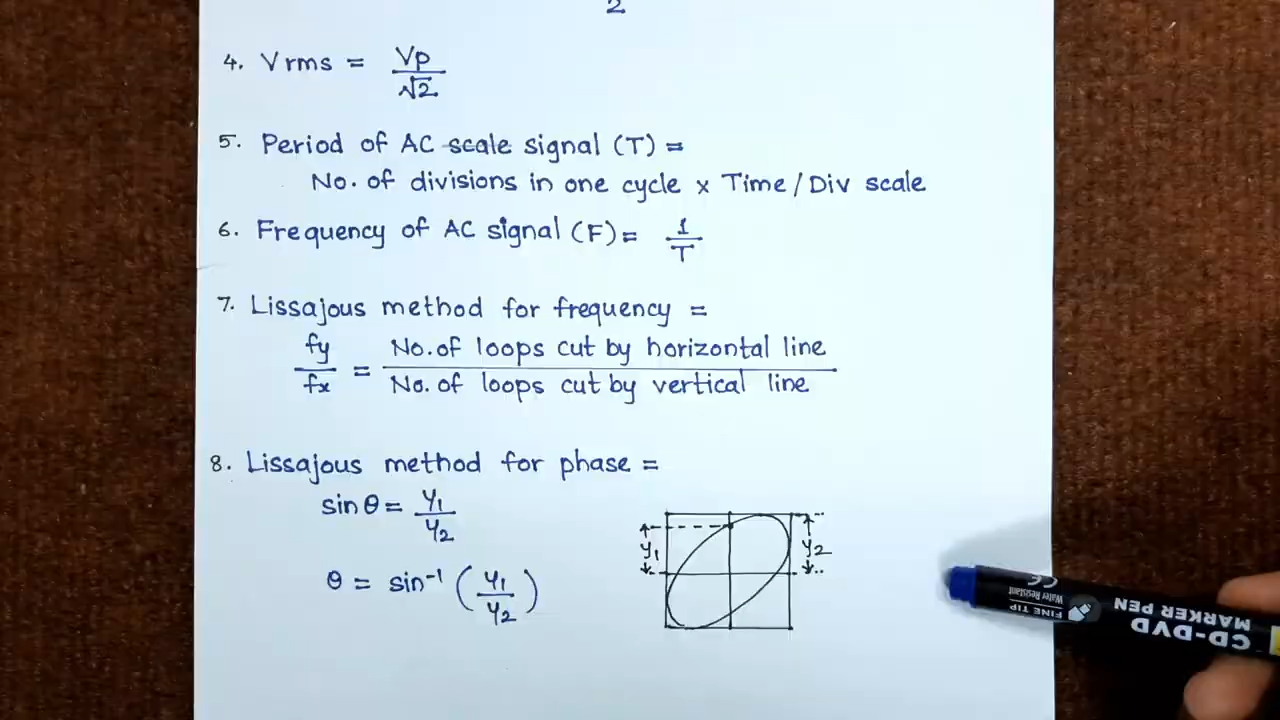 2
4. Vrms = Vp/√2
5. Period of AC scale signal (T) =
No. of divisions in one cycle x Time/Div scale
6. Frequency of AC signal (F) = 1/T
7. Lissajous method for frequency =
fy/fx = No. of loops cut by horizontal line / No. of loops cut by vertical line
8. Lissajous method for phase =
sin θ = y1/y2
θ = sin⁻¹ (y1/y2)
y1
y2
CE
Water Resistant
FINE TIP
CD-DVD
MARKER PEN